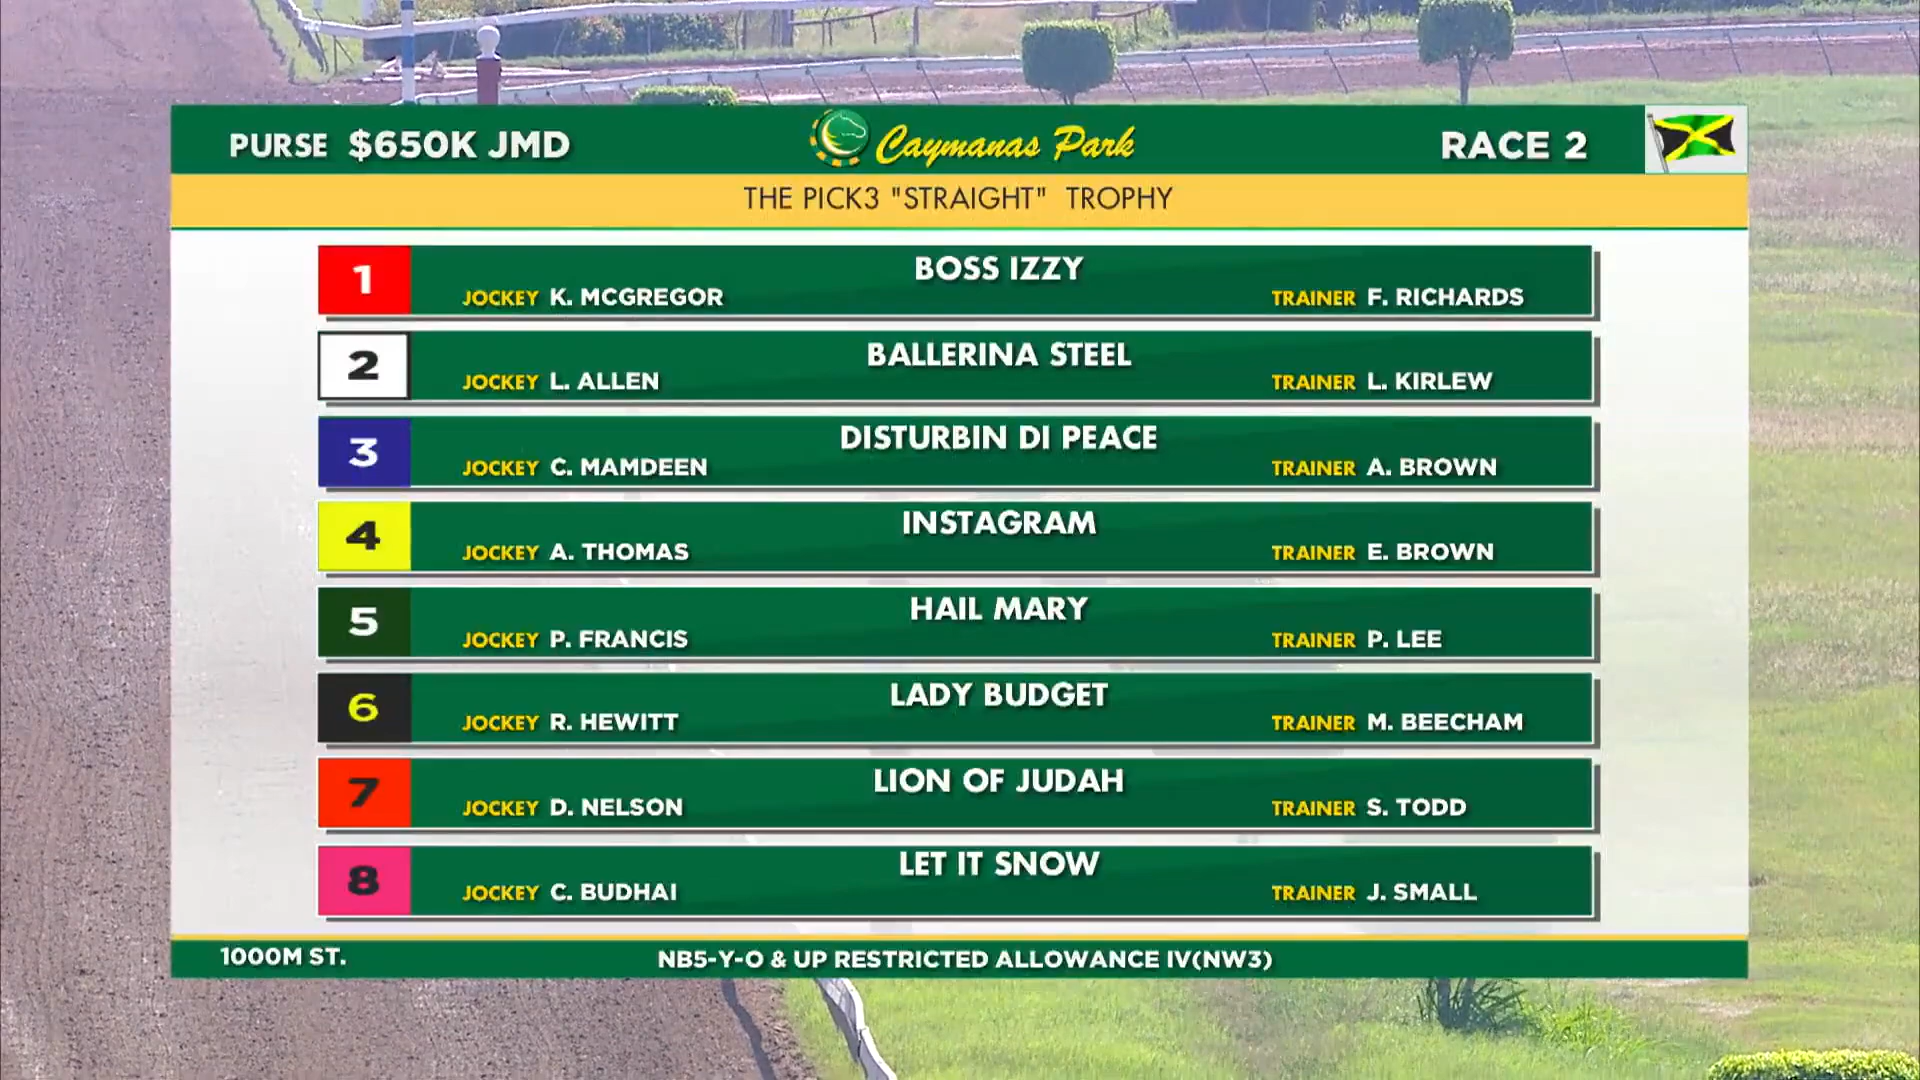 PURSE $650K JMD Caymanas Park RACE 2
THE PICK3 "STRAIGHT" TROPHY
1 BOSS IZZY
JOCKEY K. MCGREGOR TRAINER F. RICHARDS
2 BALLERINA STEEL
JOCKEY L. ALLEN TRAINER L. KIRLEW
3 DISTURBIN DI PEACE
JOCKEY C. MAMDEEN TRAINER A. BROWN
4 INSTAGRAM
JOCKEY A. THOMAS TRAINER E. BROWN
5 HAIL MARY
JOCKEY P. FRANCIS TRAINER P. LEE
6 LADY BUDGET
JOCKEY R. HEWITT TRAINER M. BEECHAM
7 LION OF JUDAH
JOCKEY D. NELSON TRAINER S. TODD
8 LET IT SNOW
JOCKEY C. BUDHAI TRAINER J. SMALL
1000M ST. NB5-Y-O & UP RESTRICTED ALLOWANCE IV(NW3)